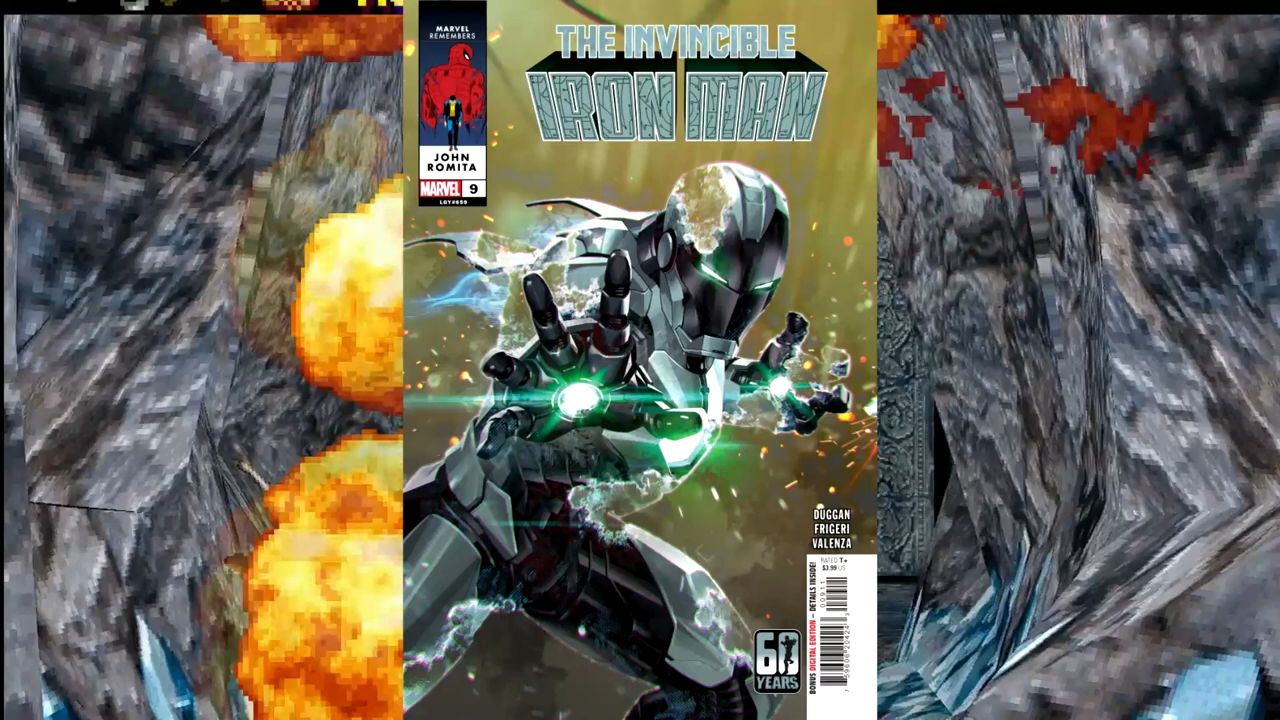 MARVEL
REMEMBERS
JOHN
ROMITA
MARVEL 9
LGY#659
THE INVINCIBLE
IRON MAN
DUGGAN
FRIGERI
VALENZA
RATED T+
$3.99 US
BONUS DIGITAL EDITION – DETAILS INSIDE!
60
YEARS